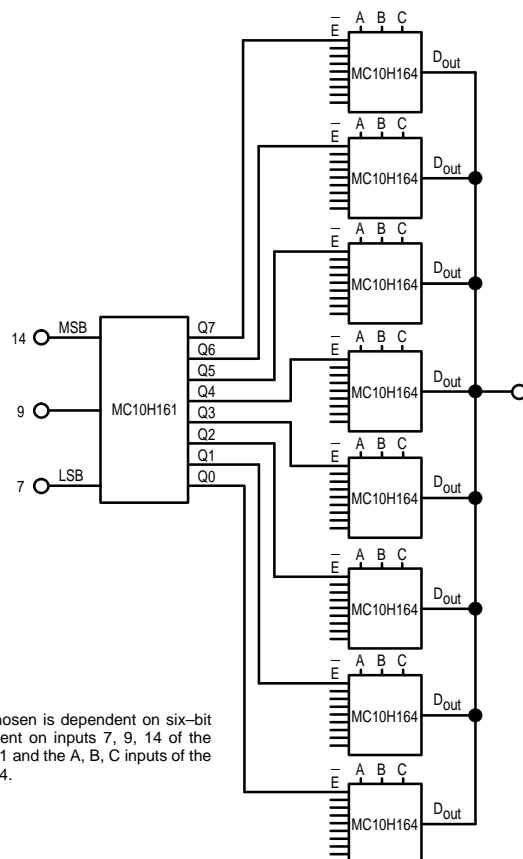 E A B C
MC10H164
Dout
E A B C
MC10H164
Dout
E A B C
MC10H164
Dout
14 MSB
9
7 LSB
MC10H161
Q7
Q6
Q5
Q4
Q3
Q2
Q1
Q0
E A B C
MC10H164
Dout
E A B C
MC10H164
Dout
E A B C
MC10H164
Dout
E A B C
MC10H164
Dout
E A B C
MC10H164
Dout
hosen is dependent on six–bit
ent on inputs 7, 9, 14 of the
1 and the A, B, C inputs of the
4.